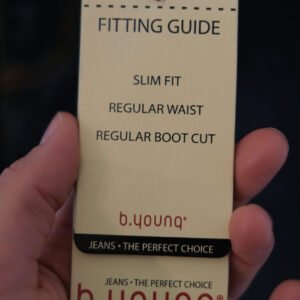 FITTING GUIDE
SLIM FIT
REGULAR WAIST
REGULAR BOOT CUT
b.young®
JEANS • THE PERFECT CHOICE
JEANS • THE PERFECT CHOICE
b.young®